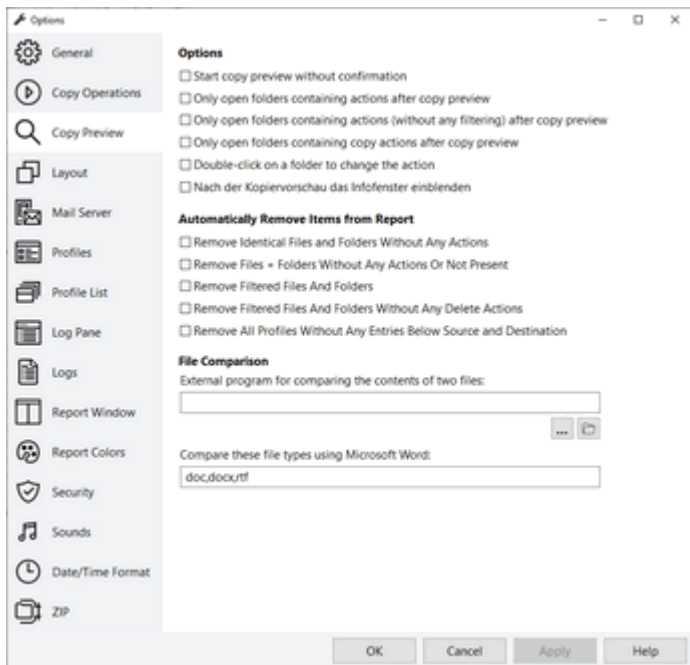 Options
General
Copy Operations
Copy Preview
Layout
Mail Server
Profiles
Profile List
Log Pane
Logs
Report Window
Report Colors
Security
Sounds
Date/Time Format
ZIP
Options
Start copy preview without confirmation
Only open folders containing actions after copy preview
Only open folders containing actions (without any filtering) after copy preview
Only open folders containing copy actions after copy preview
Double-click on a folder to change the action
Nach der Kopiervorschau das Infofenster einblenden
Automatically Remove Items from Report
Remove Identical Files and Folders Without Any Actions
Remove Files + Folders Without Any Actions Or Not Present
Remove Filtered Files And Folders
Remove Filtered Files And Folders Without Any Delete Actions
Remove All Profiles Without Any Entries Below Source and Destination
File Comparison
External program for comparing the contents of two files:
...
Compare these file types using Microsoft Word:
doc,docx,rtf
OK Cancel Apply Help